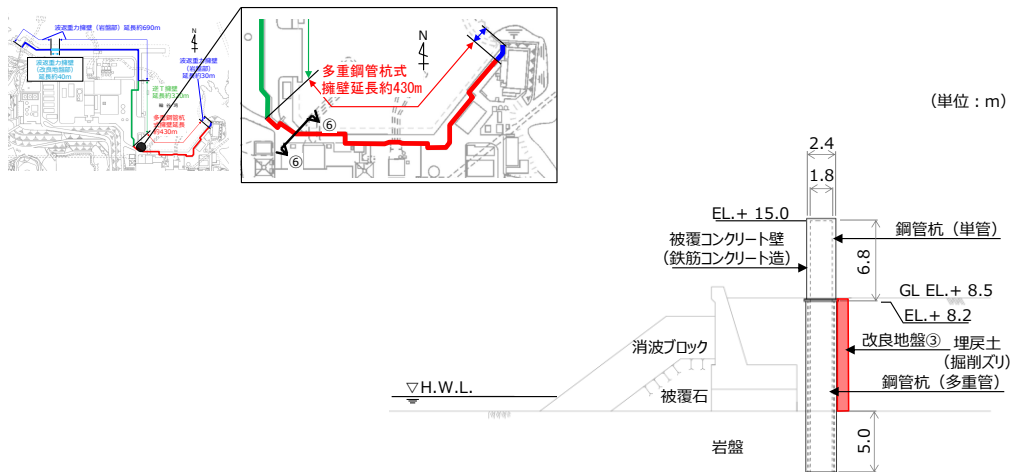 波返重力擁壁（岩盤部）延長約690m
N
波返重力擁壁
（改良地盤部）
延長約40m
波返重力擁壁
（岩盤部）
延長約30m
逆T擁壁
輪谷湾
多重鋼管杭
式擁壁延長
約430m
N
多重鋼管杭式
擁壁延長約430m
⑥
⑥
（単位：m）
2.4
1.8
EL.+ 15.0
被覆コンクリート壁
（鉄筋コンクリート造）
鋼管杭（単管）
6.8
GL EL.+ 8.5
EL.+ 8.2
改良地盤③
埋戻土
（掘削ズリ）
消波ブロック
鋼管杭（多重管）
▽H.W.L.
被覆石
岩盤
5.0